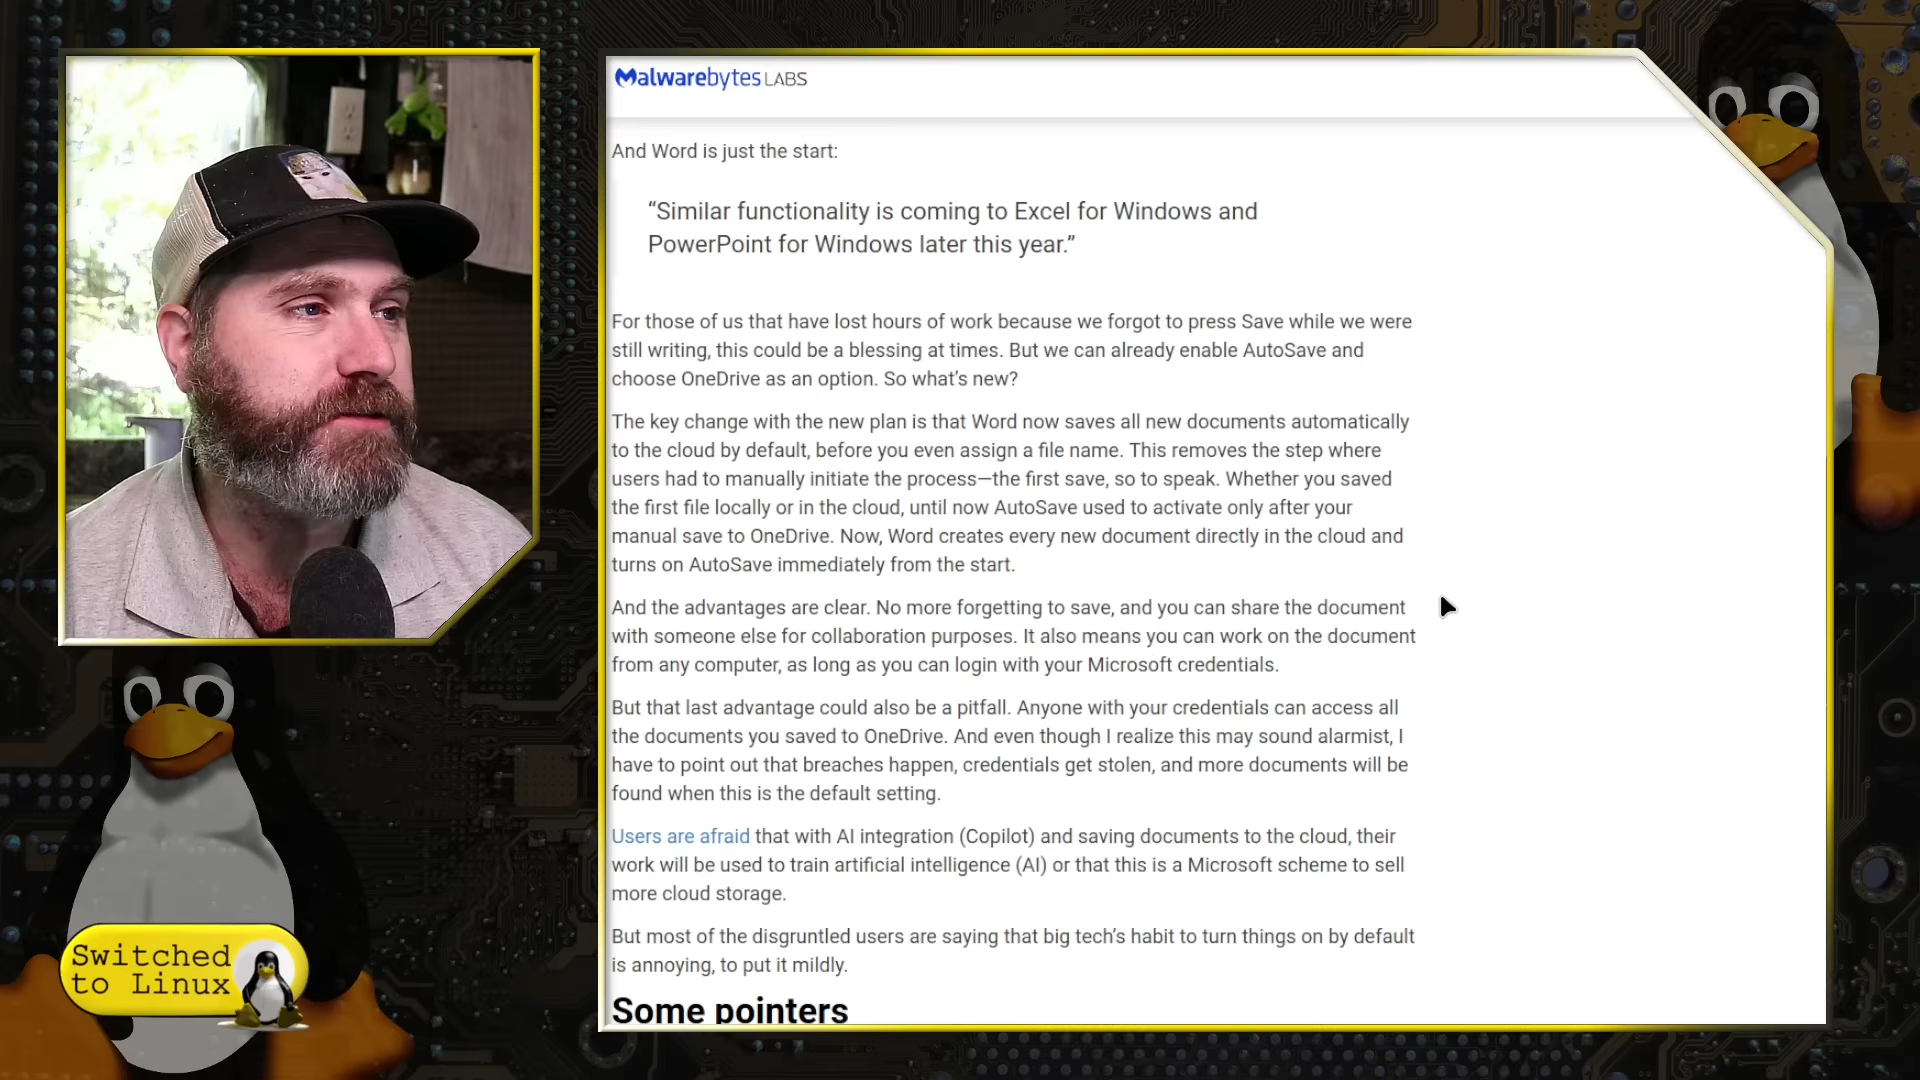 Malwarebytes LABS
And Word is just the start:
“Similar functionality is coming to Excel for Windows and
PowerPoint for Windows later this year.”
For those of us that have lost hours of work because we forgot to press Save while we were
still writing, this could be a blessing at times. But we can already enable AutoSave and
choose OneDrive as an option. So what’s new?
The key change with the new plan is that Word now saves all new documents automatically
to the cloud by default, before you even assign a file name. This removes the step where
users had to manually initiate the process—the first save, so to speak. Whether you saved
the first file locally or in the cloud, until now AutoSave used to activate only after your
manual save to OneDrive. Now, Word creates every new document directly in the cloud and
turns on AutoSave immediately from the start.
And the advantages are clear. No more forgetting to save, and you can share the document
with someone else for collaboration purposes. It also means you can work on the document
from any computer, as long as you can login with your Microsoft credentials.
But that last advantage could also be a pitfall. Anyone with your credentials can access all
the documents you saved to OneDrive. And even though I realize this may sound alarmist, I
have to point out that breaches happen, credentials get stolen, and more documents will be
found when this is the default setting.
Users are afraid that with AI integration (Copilot) and saving documents to the cloud, their
work will be used to train artificial intelligence (AI) or that this is a Microsoft scheme to sell
more cloud storage.
But most of the disgruntled users are saying that big tech’s habit to turn things on by default
is annoying, to put it mildly.
Some pointers
Switched
to Linux